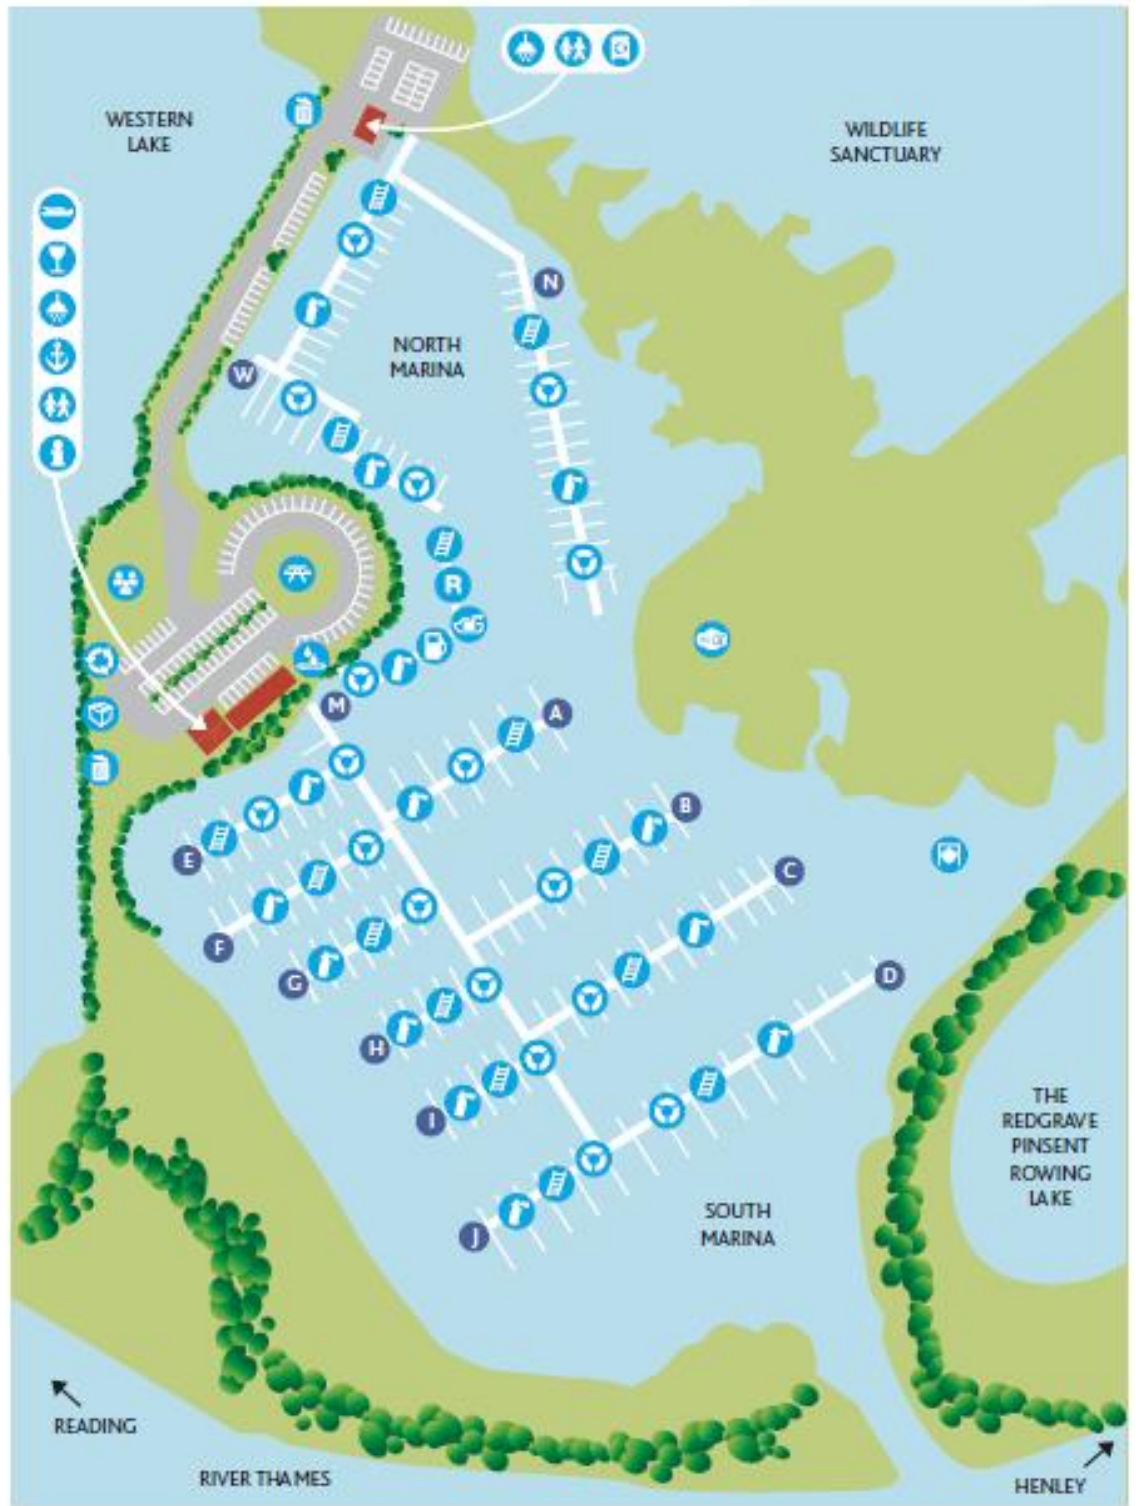 WESTERN
LAKE
WILDLIFE
SANCTUARY
N
NORTH
MARINA
W
R
M
A
B
E
C
F
D
G
H
I
THE
REDGRAVE
PINSENT
ROWING
LAKE
SOUTH
MARINA
J
READING
RIVER THAMES
HENLEY